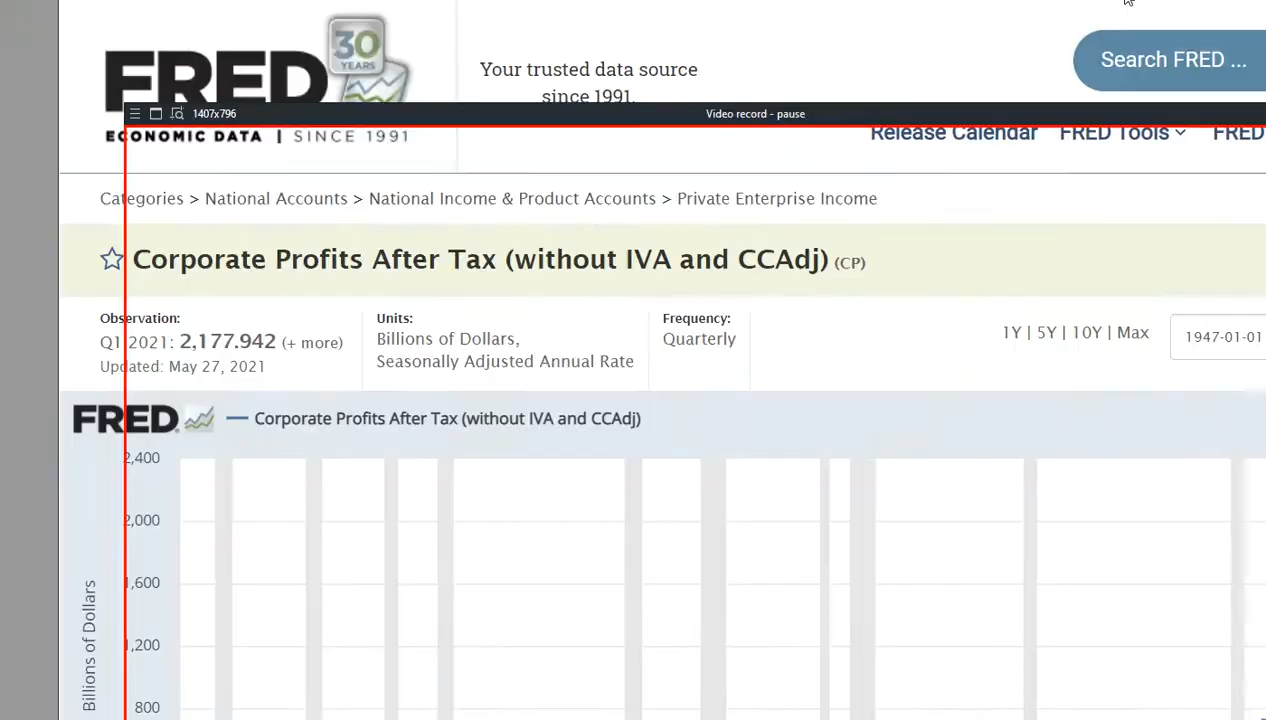 30
YEARS
FRED
ECONOMIC DATA | SINCE 1991
Your trusted data source
since 1991.
Search FRED ...
1407x796
Video record - pause
Release Calendar FRED Tools FRED
Categories > National Accounts > National Income & Product Accounts > Private Enterprise Income
Corporate Profits After Tax (without IVA and CCAdj) (CP)
Observation:
Q1 2021: 2,177.942 (+ more)
Updated: May 27, 2021
Units:
Billions of Dollars,
Seasonally Adjusted Annual Rate
Frequency:
Quarterly
1Y | 5Y | 10Y | Max
1947-01-01
FRED
Corporate Profits After Tax (without IVA and CCAdj)
2,400
2,000
1,600
1,200
800
Billions of Dollars